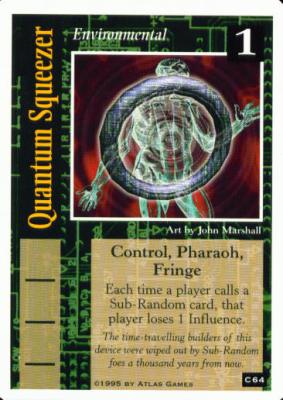 Quantum Squeezer
Environmental
1
Art by John Marshall
Control, Pharaoh,
Fringe
Each time a player calls a
Sub-Random card, that
player loses 1 Influence.
The time-travelling builders of this
device were wiped out by Sub-Random
foes a thousand years from now.
©1995 BY ATLAS GAMES
C64